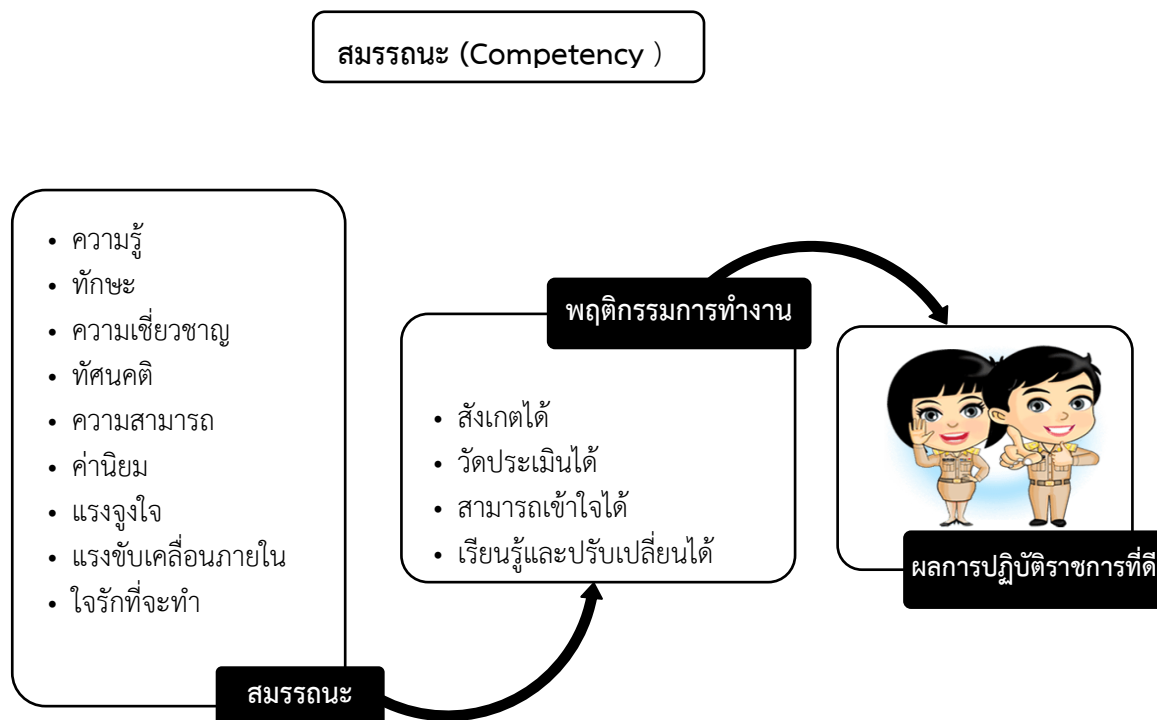 สมรรถนะ (Competency )
• ความรู้
• ทักษะ
• ความเชี่ยวชาญ
• ทัศนคติ
• ความสามารถ
• ค่านิยม
• แรงจูงใจ
• แรงขับเคลื่อนภายใน
• ใจรักที่จะทำ
สมรรถนะ
พฤติกรรมการทำงาน
• สังเกตได้
• วัดประเมินได้
• สามารถเข้าใจได้
• เรียนรู้และปรับเปลี่ยนได้
ผลการปฏิบัติราชการที่ดี